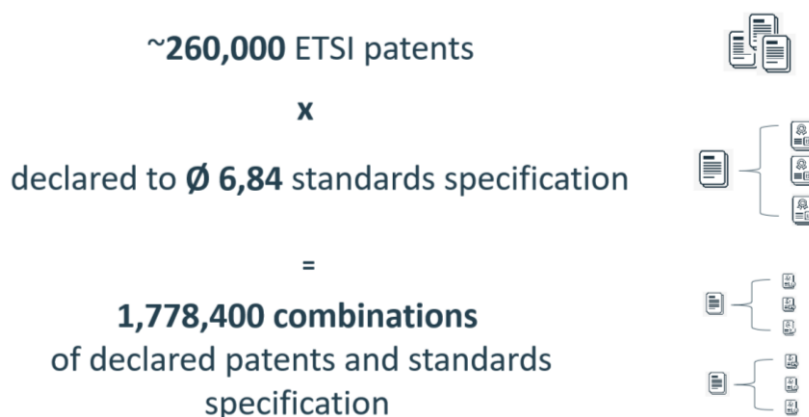 ~260,000 ETSI patents
x
declared to Ø 6,84 standards specification
=
1,778,400 combinations
of declared patents and standards
specification